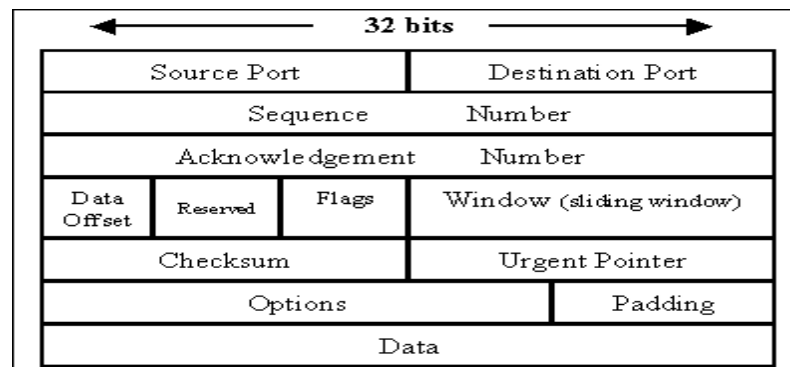 32 bits
Source Port Destination Port
Sequence Number
Acknowledgement Number
Data Offset Reserved Flags Window (sliding window)
Checksum Urgent Pointer
Options Padding
Data